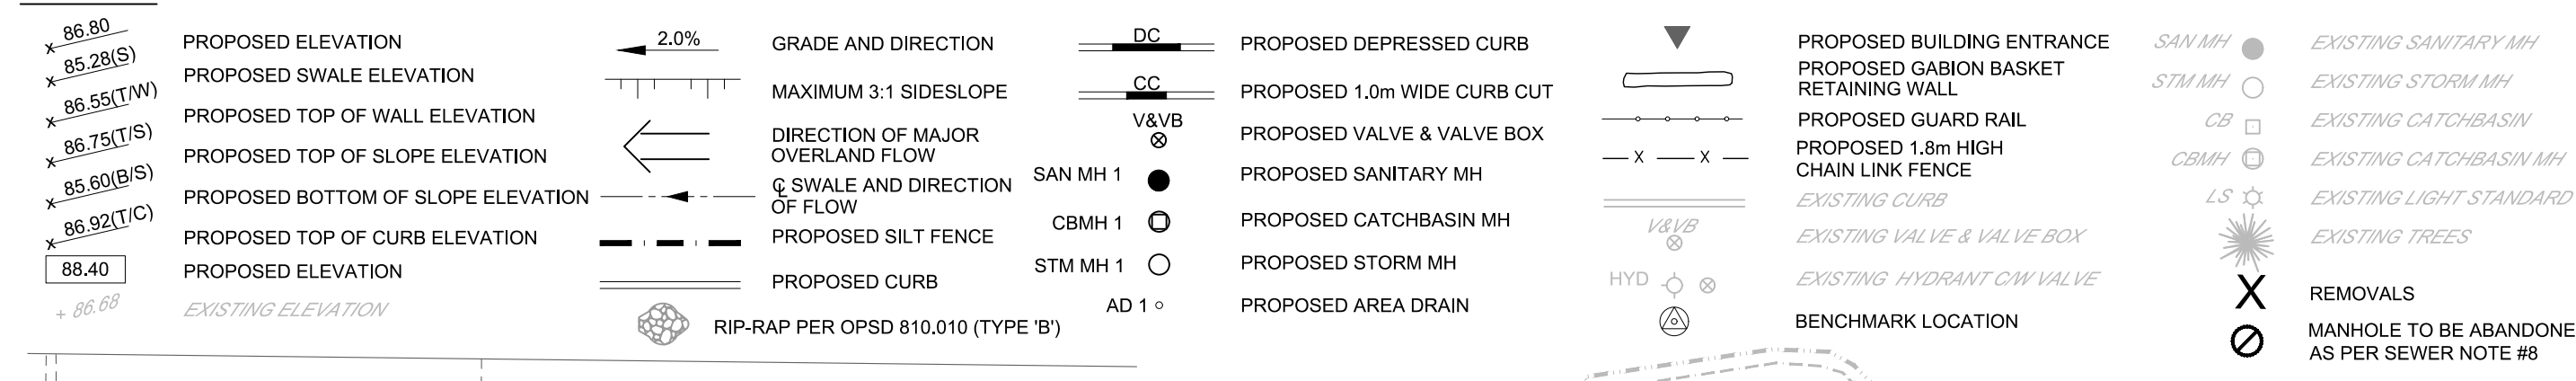 86.80 PROPOSED ELEVATION
85.28(S) PROPOSED SWALE ELEVATION
86.55(T/W) PROPOSED TOP OF WALL ELEVATION
86.75(T/S) PROPOSED TOP OF SLOPE ELEVATION
85.60(B/S) PROPOSED BOTTOM OF SLOPE ELEVATION
86.92(T/C) PROPOSED TOP OF CURB ELEVATION
88.40 PROPOSED ELEVATION
+ 86.68 EXISTING ELEVATION
2.0% GRADE AND DIRECTION
MAXIMUM 3:1 SIDESLOPE
DIRECTION OF MAJOR
OVERLAND FLOW
℄ SWALE AND DIRECTION
OF FLOW
PROPOSED SILT FENCE
PROPOSED CURB
RIP-RAP PER OPSD 810.010 (TYPE 'B')
DC PROPOSED DEPRESSED CURB
CC PROPOSED 1.0m WIDE CURB CUT
V&VB PROPOSED VALVE & VALVE BOX
SAN MH 1 PROPOSED SANITARY MH
CBMH 1 PROPOSED CATCHBASIN MH
STM MH 1 PROPOSED STORM MH
AD 1 PROPOSED AREA DRAIN
PROPOSED BUILDING ENTRANCE
PROPOSED GABION BASKET
RETAINING WALL
PROPOSED GUARD RAIL
X X PROPOSED 1.8m HIGH
CHAIN LINK FENCE
EXISTING CURB
V&VB EXISTING VALVE & VALVE BOX
HYD EXISTING HYDRANT C/W VALVE
BENCHMARK LOCATION
SAN MH EXISTING SANITARY MH
STM MH EXISTING STORM MH
CB EXISTING CATCHBASIN
CBMH EXISTING CATCHBASIN MH
LS EXISTING LIGHT STANDARD
EXISTING TREES
X REMOVALS
MANHOLE TO BE ABANDONE
AS PER SEWER NOTE #8